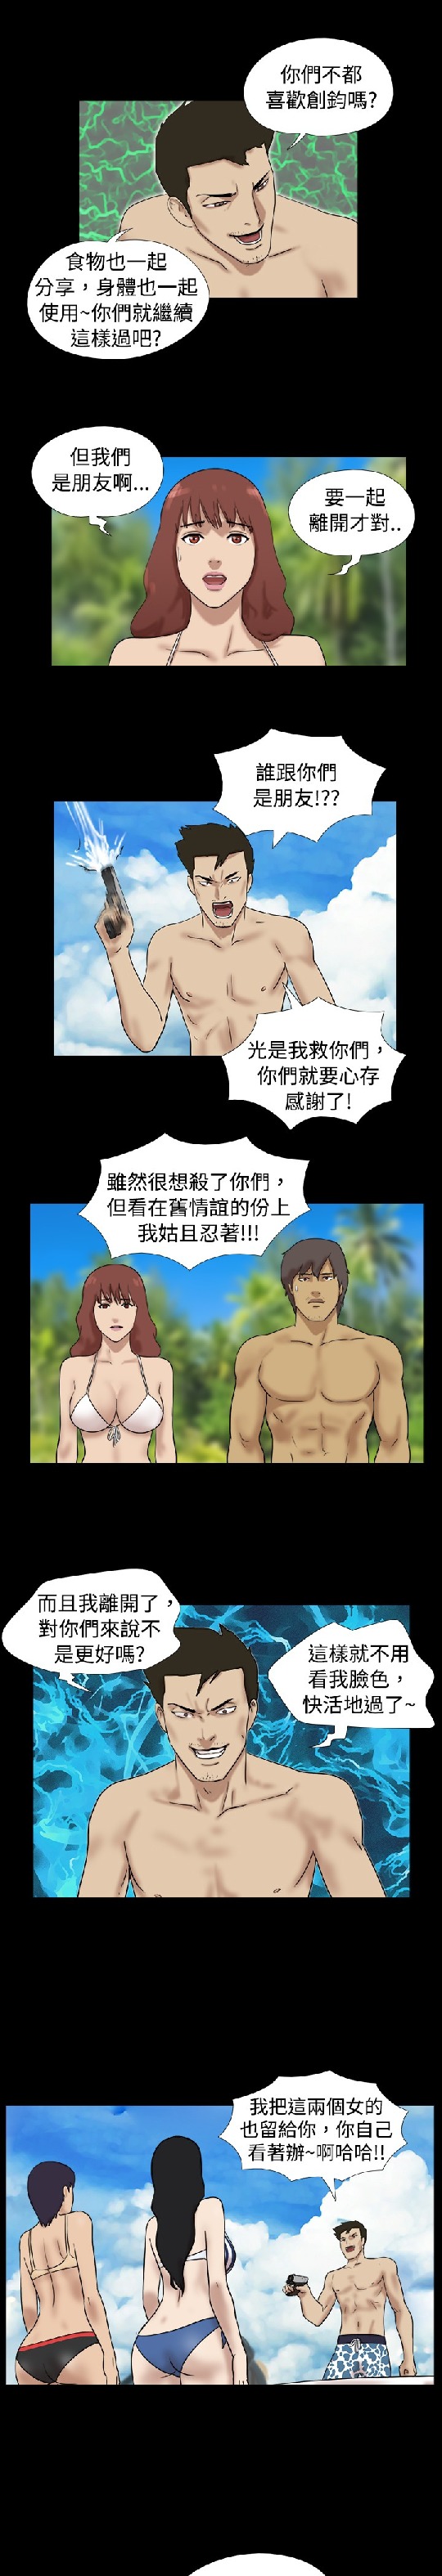 你們不都
喜歡創鈞嗎?
食物也一起
分享，身體也一起
使用~你們就繼續
這樣過吧?
但我們
是朋友啊...
要一起
離開才對..
誰跟你們
是朋友!??
光是我救你們，
你們就要心存
感謝了!
雖然很想殺了你們，
但看在舊情誼的份上
我姑且忍著!!!
而且我離開了，
對你們來說不
是更好嗎?
這樣就不用
看我臉色，
快活地過了~
我把這兩個女的
也留給你，你自己
看著辦~啊哈哈!!